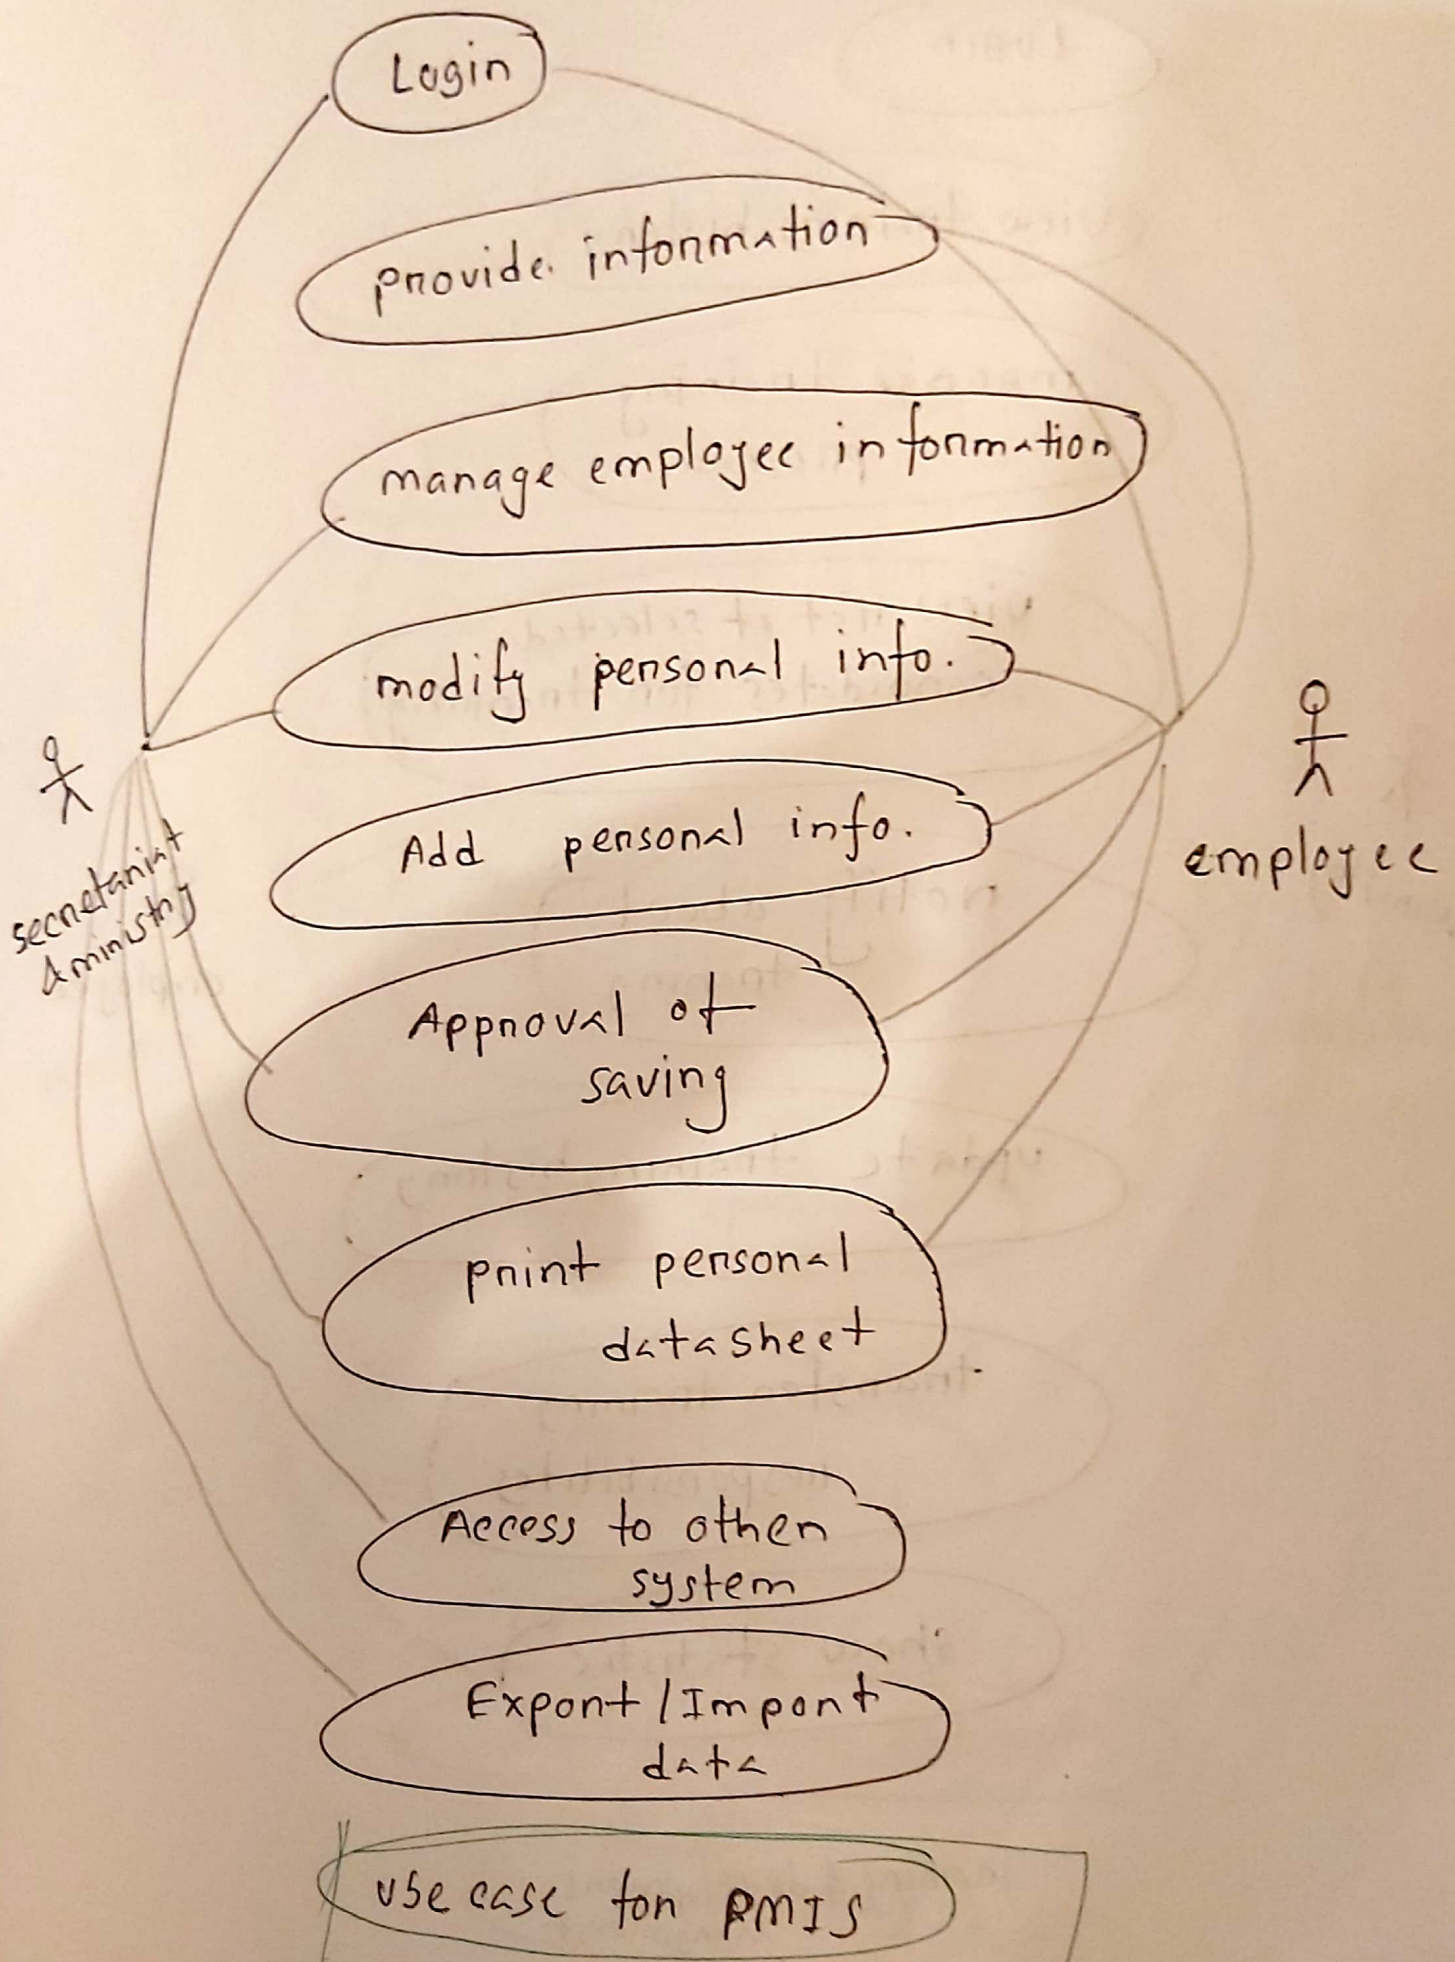 Login
provide information
manage employee information
modify personal info.
Add personal info.
secretariat
& ministry
employee
Approval of
saving
print personal
datasheet
Access to other
system
Export/Import
data
use case for PMIS